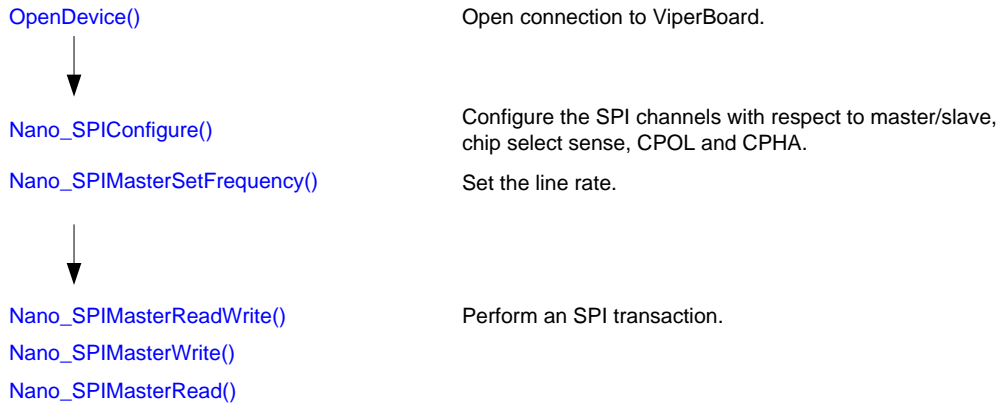 OpenDevice() Open connection to ViperBoard.
Nano_SPIConfigure() Configure the SPI channels with respect to master/slave,
chip select sense, CPOL and CPHA.
Nano_SPIMasterSetFrequency() Set the line rate.
Nano_SPIMasterReadWrite() Perform an SPI transaction.
Nano_SPIMasterWrite()
Nano_SPIMasterRead()